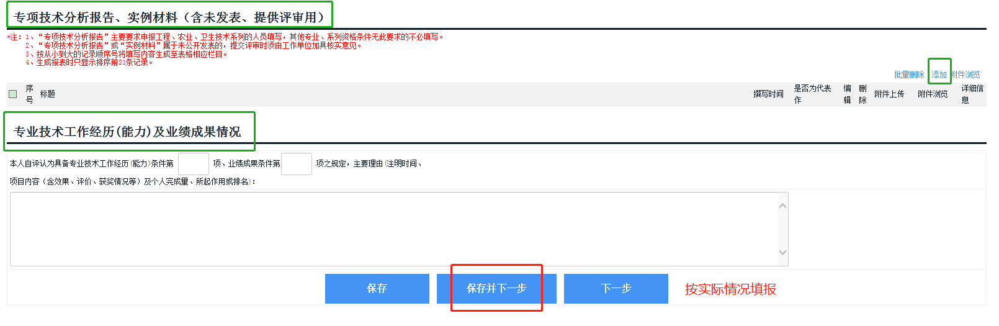 专项技术分析报告、实例材料（含未发表、提供评审用）
*注：1、“专项技术分析报告”主要要求申报工程、农业、卫生技术系列的人员填写，其他专业、系列资格条件无此要求的不必填写。
2、“专项技术分析报告”或“实例材料”属于未公开发表的，提交评审时须由工作单位加具核实意见。
3、按从小到大的记录顺序号将填写内容生成至表格相应栏目。
4、生成报表时只显示排序前21条记录。
批量删除 添加 附件浏览
序号 标题 撰写时间 是否为代表作 编辑 删除 附件上传 附件浏览 详细信息
专业技术工作经历(能力)及业绩成果情况
本人自评认为具备专业技术工作经历(能力)条件第 项、业绩成果条件第 项之规定，主要理由(注明时间、
项目内容（含效果、评价、获奖情况等）及个人完成量、所起作用或排名)：
保存 保存并下一步 下一步 按实际情况填报